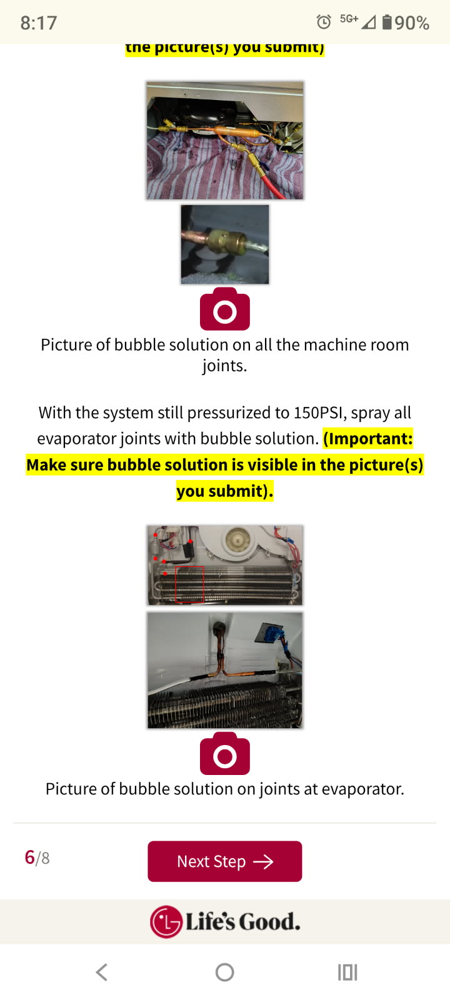 8:17
5G+
90%
the picture(s) you submit)
Picture of bubble solution on all the machine room
joints.
With the system still pressurized to 150PSI, spray all
evaporator joints with bubble solution. (Important:
Make sure bubble solution is visible in the picture(s)
you submit).
Picture of bubble solution on joints at evaporator.
6/8
Next Step →
LG Life's Good.